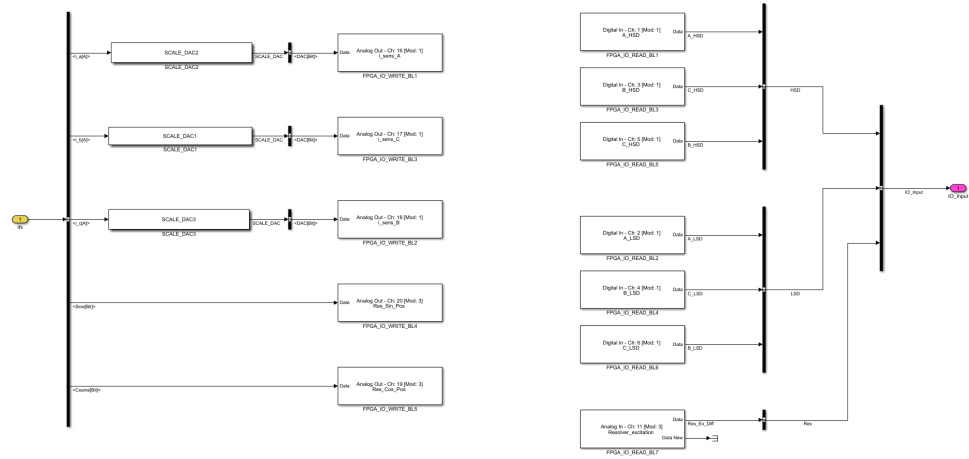 <i_a[A]>
SCALE_DAC2
SCALE_DAC2
SCALE_DAC
<DAC[Bit]>
Data
Analog Out - Ch: 16 [Mod: 1]
I_sens_A
FPGA_IO_WRITE_BL1
<i_b[A]>
SCALE_DAC1
SCALE_DAC1
SCALE_DAC
<DAC[Bit]>
Data
Analog Out - Ch: 17 [Mod: 1]
I_sens_C
FPGA_IO_WRITE_BL3
1
IN
<i_c[A]>
SCALE_DAC3
SCALE_DAC3
SCALE_DAC
<DAC[Bit]>
Data
Analog Out - Ch: 18 [Mod: 1]
I_sens_B
FPGA_IO_WRITE_BL2
<Sine[Bit]>
Data
Analog Out - Ch: 20 [Mod: 3]
Res_Sin_Pos
FPGA_IO_WRITE_BL4
<Cosine[Bit]>
Data
Analog Out - Ch: 19 [Mod: 3]
Res_Cos_Pos
FPGA_IO_WRITE_BL5
Digital In - Ch: 1 [Mod: 1]
A_HSD
Data
A_HSD
FPGA_IO_READ_BL1
Digital In - Ch: 3 [Mod: 1]
B_HSD
Data
C_HSD
FPGA_IO_READ_BL3
HSD
Digital In - Ch: 5 [Mod: 1]
C_HSD
Data
B_HSD
FPGA_IO_READ_BL5
Digital In - Ch: 2 [Mod: 1]
A_LSD
Data
A_LSD
FPGA_IO_READ_BL2
Digital In - Ch: 4 [Mod: 1]
B_LSD
Data
C_LSD
FPGA_IO_READ_BL4
LSD
Digital In - Ch: 6 [Mod: 1]
C_LSD
Data
B_LSD
FPGA_IO_READ_BL6
Analog In - Ch: 11 [Mod: 3]
Resolver_excitation
Data
Res_Ex_Diff
Data New
FPGA_IO_READ_BL7
Res
IO_Input
1
IO_Input